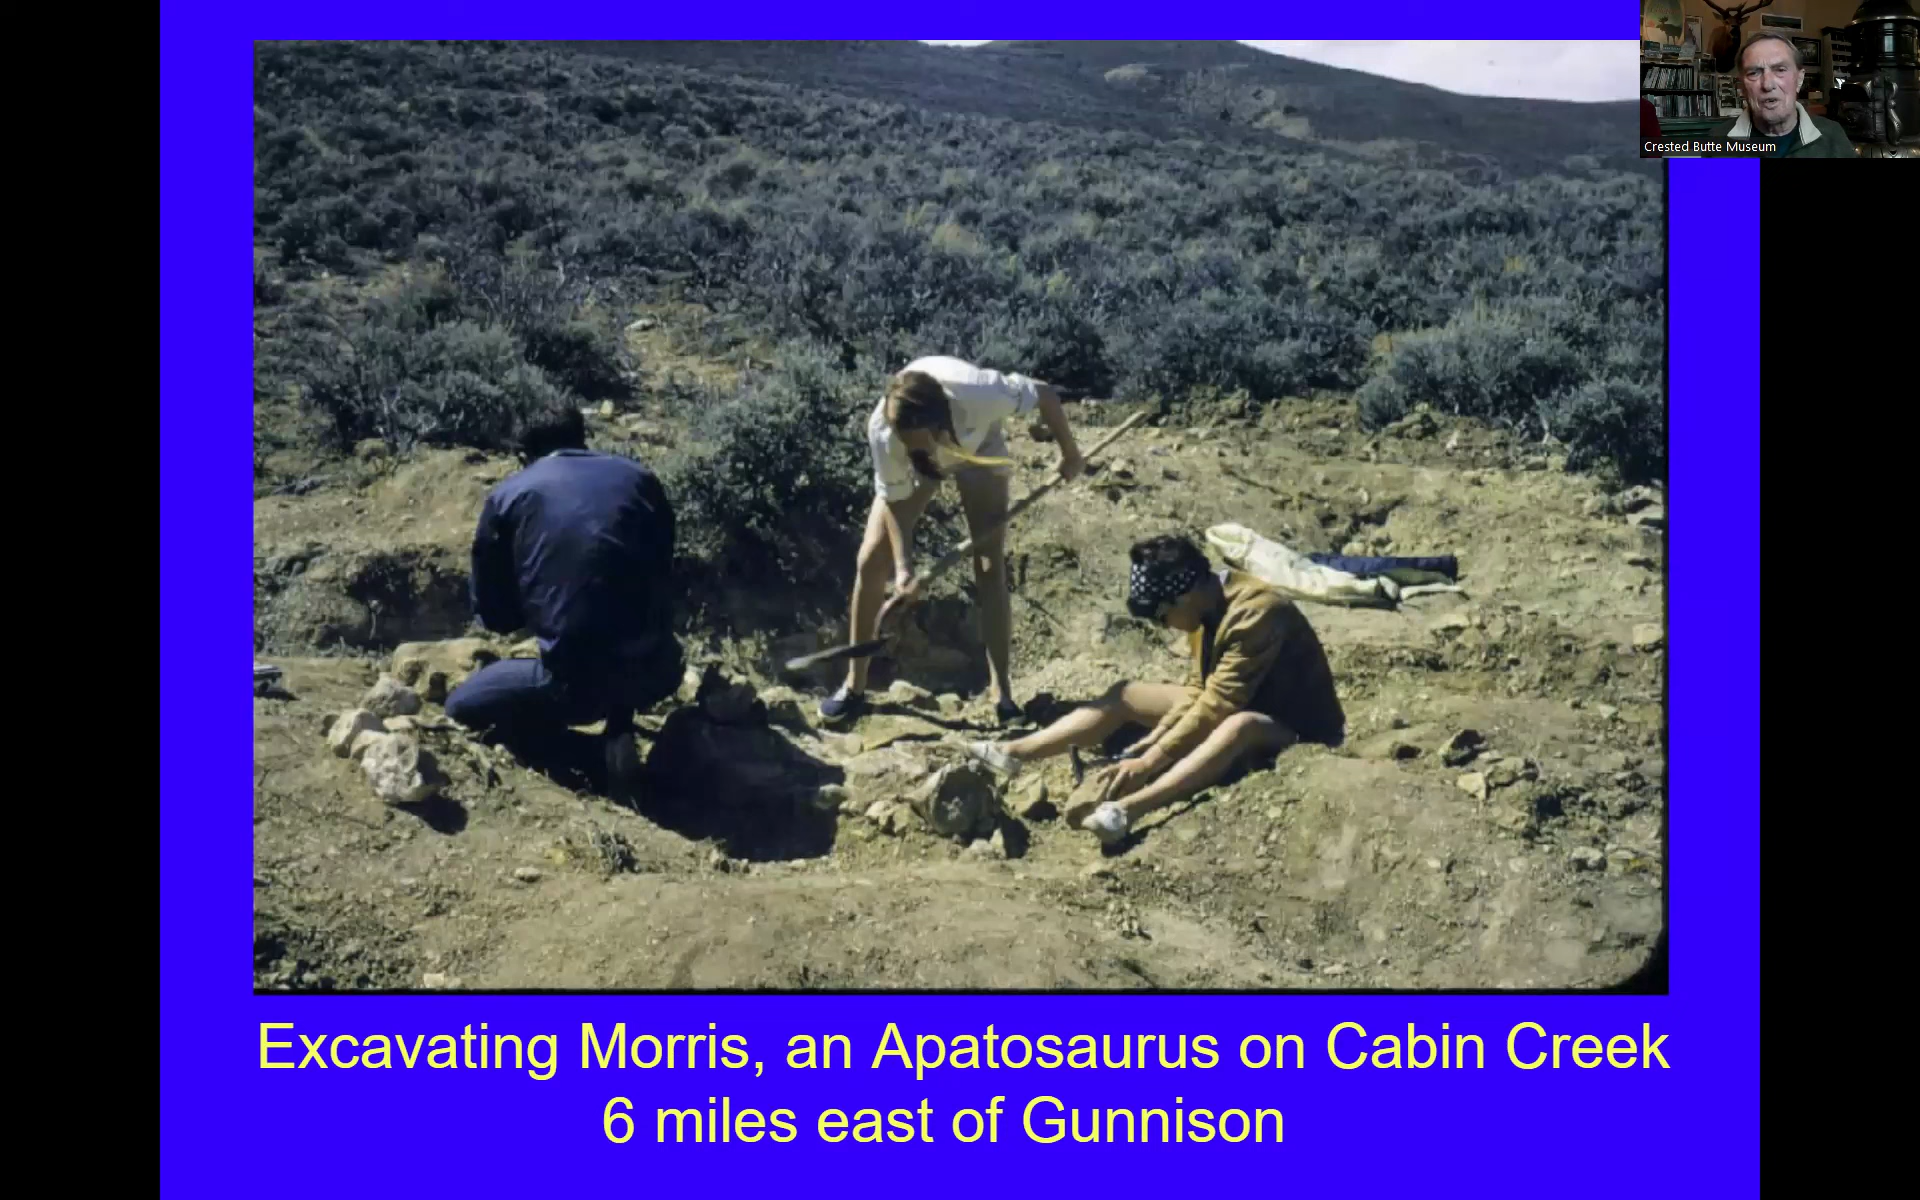 Crested Butte Museum
Excavating Morris, an Apatosaurus on Cabin Creek
6 miles east of Gunnison